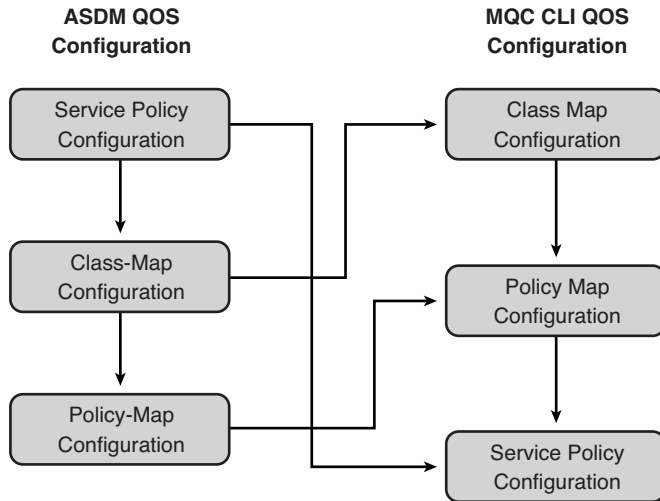 ASDM QOS
Configuration
MQC CLI QOS
Configuration
Service Policy
Configuration
Class Map
Configuration
Class-Map
Configuration
Policy Map
Configuration
Policy-Map
Configuration
Service Policy
Configuration